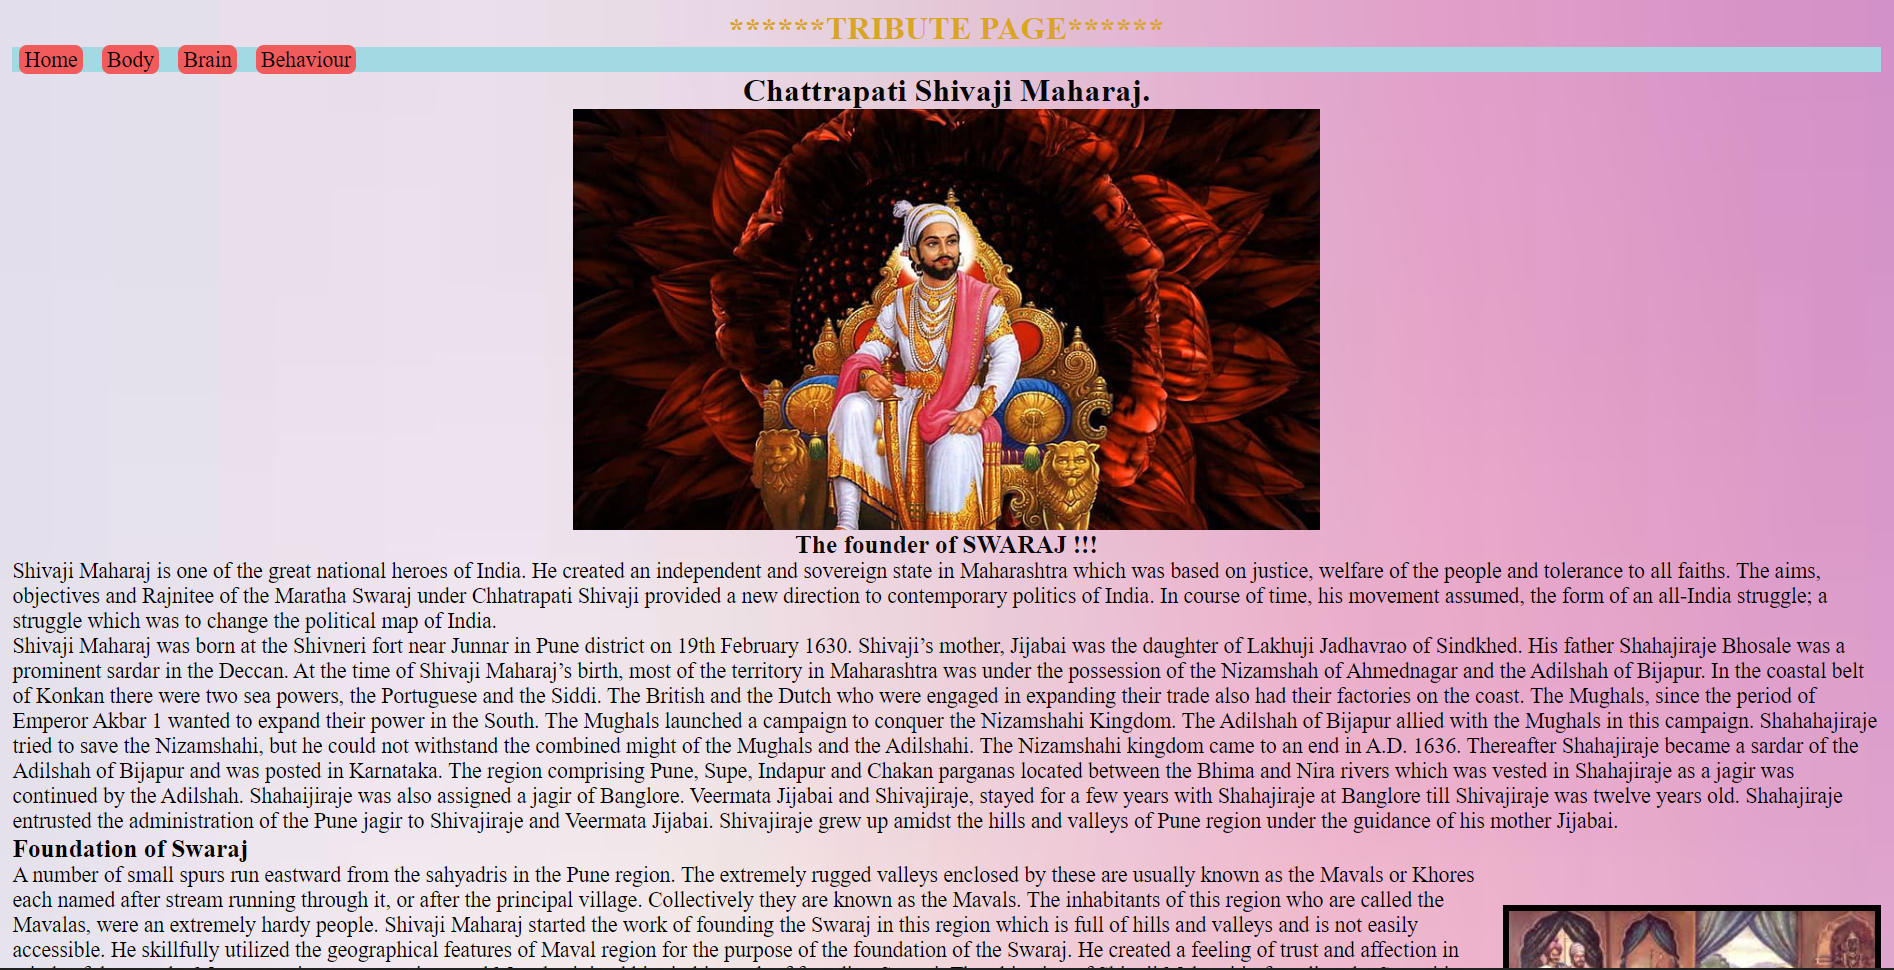 ******TRIBUTE PAGE******
Home Body Brain Behaviour
Chattrapati Shivaji Maharaj.
The founder of SWARAJ !!!
Shivaji Maharaj is one of the great national heroes of India. He created an independent and sovereign state in Maharashtra which was based on justice, welfare of the people and tolerance to all faiths. The aims,
objectives and Rajnitee of the Maratha Swaraj under Chhatrapati Shivaji provided a new direction to contemporary politics of India. In course of time, his movement assumed, the form of an all-India struggle; a
struggle which was to change the political map of India.
Shivaji Maharaj was born at the Shivneri fort near Junnar in Pune district on 19th February 1630. Shivaji’s mother, Jijabai was the daughter of Lakhuji Jadhavrao of Sindkhed. His father Shahajiraje Bhosale was a
prominent sardar in the Deccan. At the time of Shivaji Maharaj’s birth, most of the territory in Maharashtra was under the possession of the Nizamshah of Ahmednagar and the Adilshah of Bijapur. In the coastal belt
of Konkan there were two sea powers, the Portuguese and the Siddi. The British and the Dutch who were engaged in expanding their trade also had their factories on the coast. The Mughals, since the period of
Emperor Akbar 1 wanted to expand their power in the South. The Mughals launched a campaign to conquer the Nizamshahi Kingdom. The Adilshah of Bijapur allied with the Mughals in this campaign. Shahahajiraje
tried to save the Nizamshahi, but he could not withstand the combined might of the Mughals and the Adilshahi. The Nizamshahi kingdom came to an end in A.D. 1636. Thereafter Shahajiraje became a sardar of the
Adilshah of Bijapur and was posted in Karnataka. The region comprising Pune, Supe, Indapur and Chakan parganas located between the Bhima and Nira rivers which was vested in Shahajiraje as a jagir was
continued by the Adilshah. Shahaijiraje was also assigned a jagir of Banglore. Veermata Jijabai and Shivajiraje, stayed for a few years with Shahajiraje at Banglore till Shivajiraje was twelve years old. Shahajiraje
entrusted the administration of the Pune jagir to Shivajiraje and Veermata Jijabai. Shivajiraje grew up amidst the hills and valleys of Pune region under the guidance of his mother Jijabai.
Foundation of Swaraj
A number of small spurs run eastward from the sahyadris in the Pune region. The extremely rugged valleys enclosed by these are usually known as the Mavals or Khores
each named after stream running through it, or after the principal village. Collectively they are known as the Mavals. The inhabitants of this region who are called the
Mavalas, were an extremely hardy people. Shivaji Maharaj started the work of founding the Swaraj in this region which is full of hills and valleys and is not easily
accessible. He skillfully utilized the geographical features of Maval region for the purpose of the foundation of the Swaraj. He created a feeling of trust and affection in